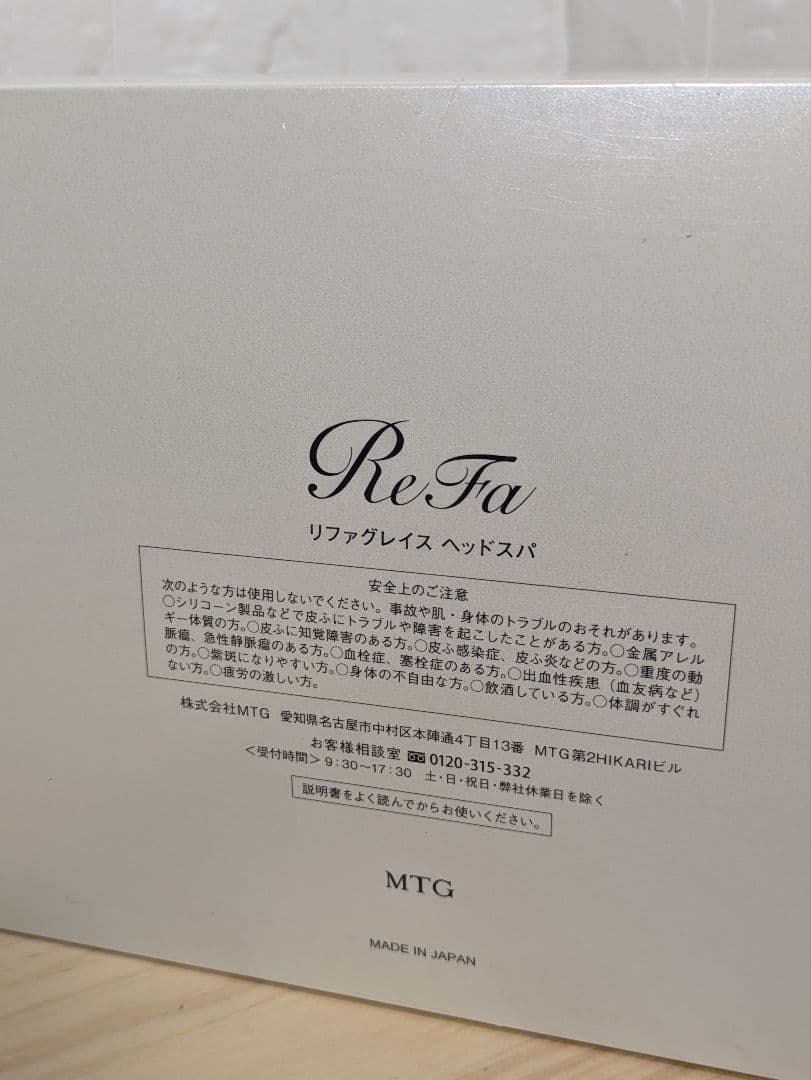 ReFa
リファグレイス ヘッドスパ
安全上のご注意
次のような方は使用しないでください。事故や肌・身体のトラブルのおそれがあります。
○シリコーン製品などで皮ふにトラブルや障害を起こしたことがある方。○金属アレル
ギー体質の方。○皮ふに知覚障害のある方。○皮ふ感染症、皮ふ炎などの方。○重度の動
脈瘤、急性静脈瘤のある方。○血栓症、塞栓症のある方。○出血性疾患（血友病など）
の方。○紫斑になりやすい方。○身体の不自由な方。○飲酒している方。○体調がすぐれ
ない方。○疲労の激しい方。
株式会社MTG 愛知県名古屋市中村区本陣通4丁目13番 MTG第2HIKARIビル
お客様相談室 0120-315-332
＜受付時間＞9:30～17:30 土・日・祝日・弊社休業日を除く
説明書をよく読んでからお使いください。
MTG
MADE IN JAPAN